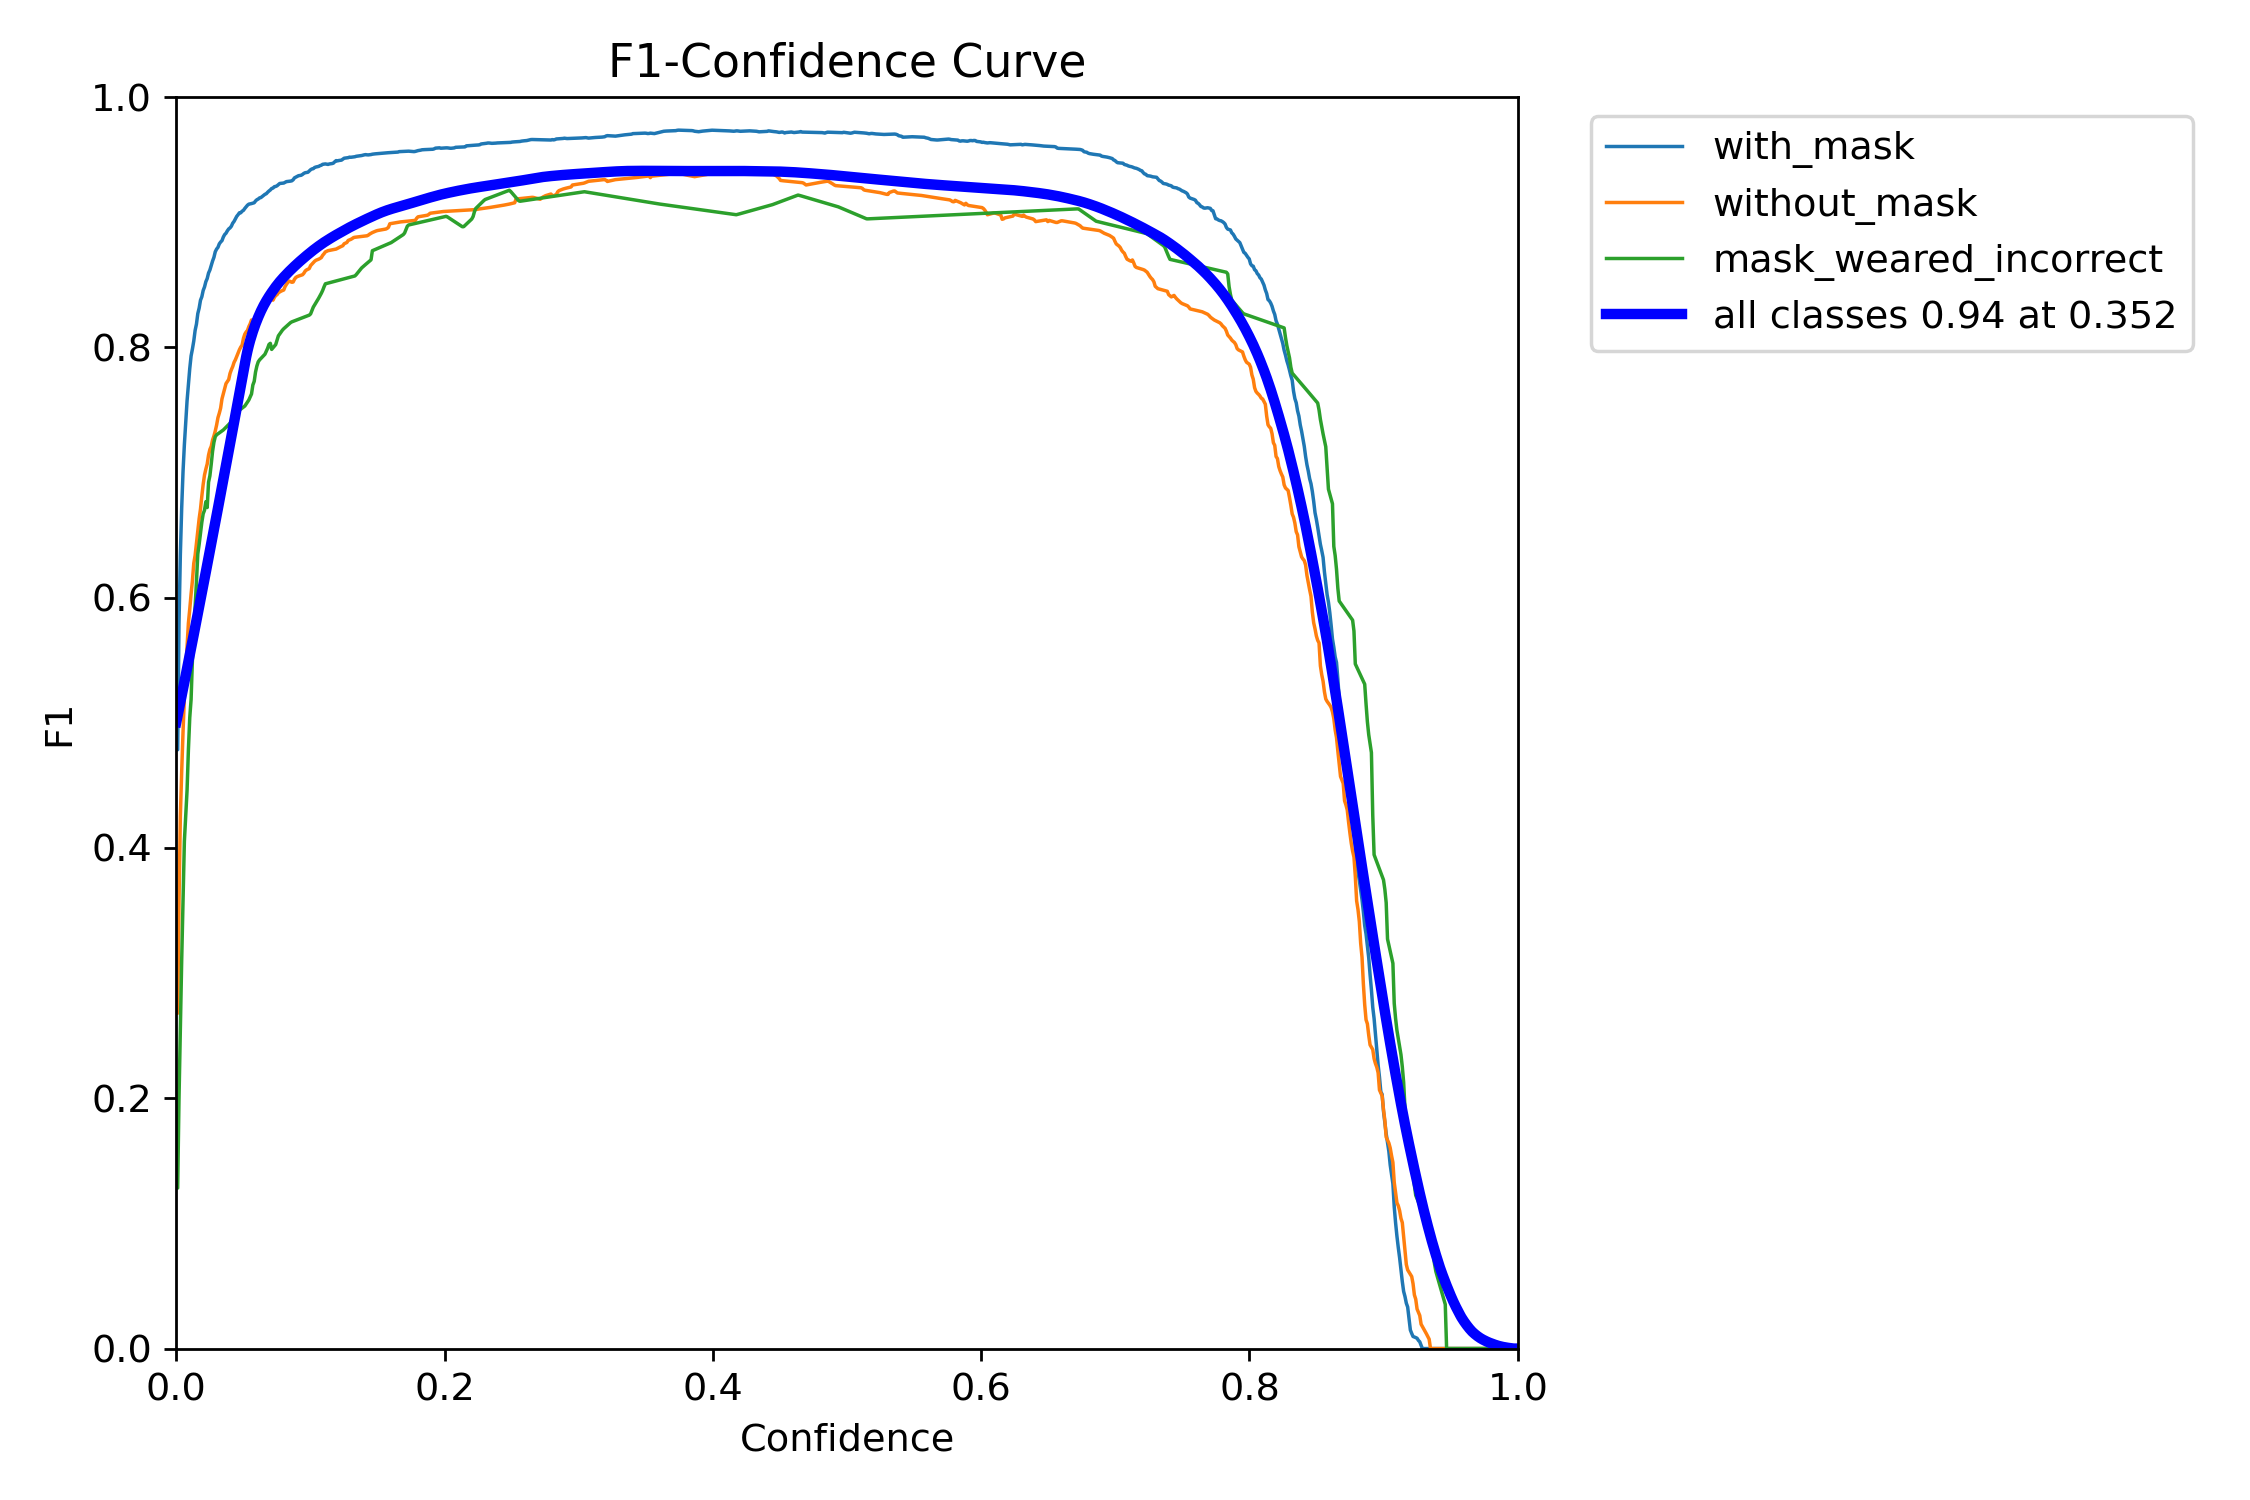 F1-Confidence Curve
1.0
0.8
0.6
0.4
0.2
0.0
F1
0.0 0.2 0.4 0.6 0.8 1.0
Confidence
with_mask
without_mask
mask_weared_incorrect
all classes 0.94 at 0.352